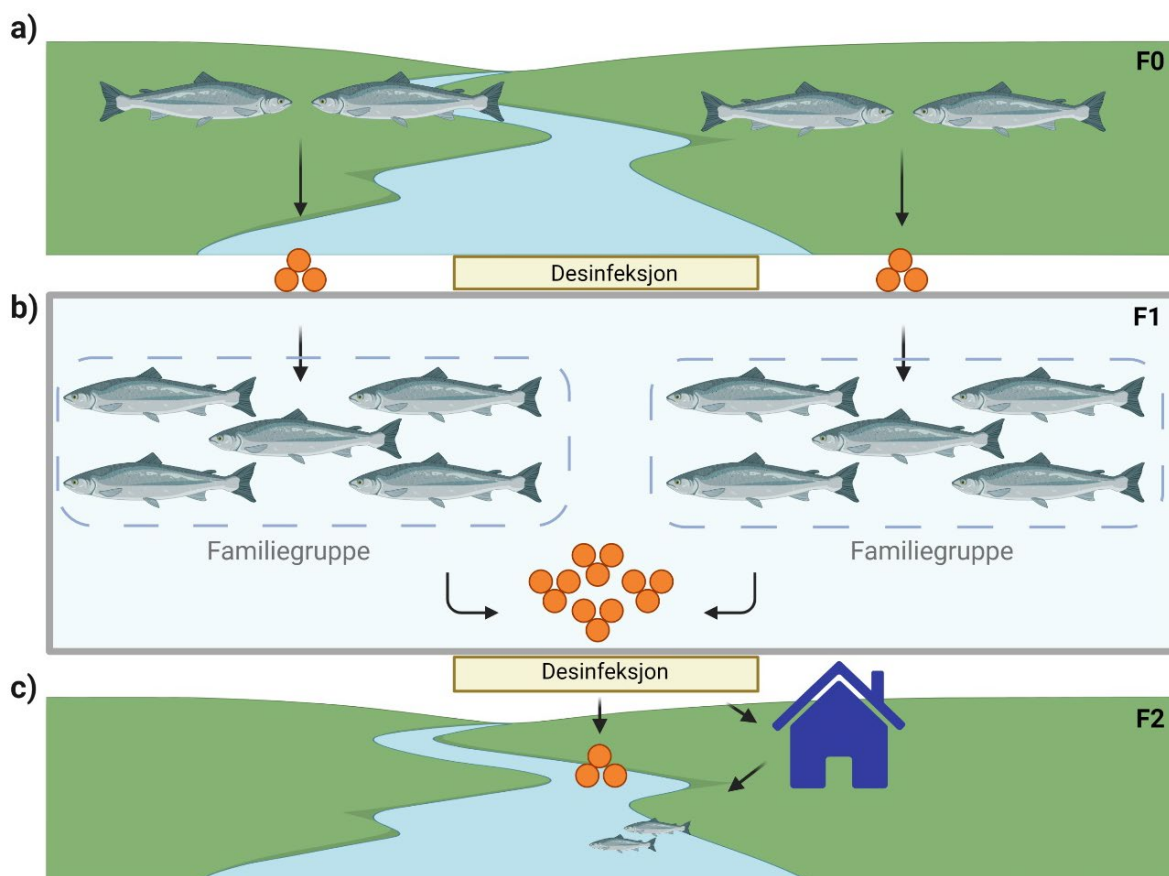 a)
F0
Desinfeksjon
b)
F1
Familiegruppe
Familiegruppe
Desinfeksjon
c)
F2